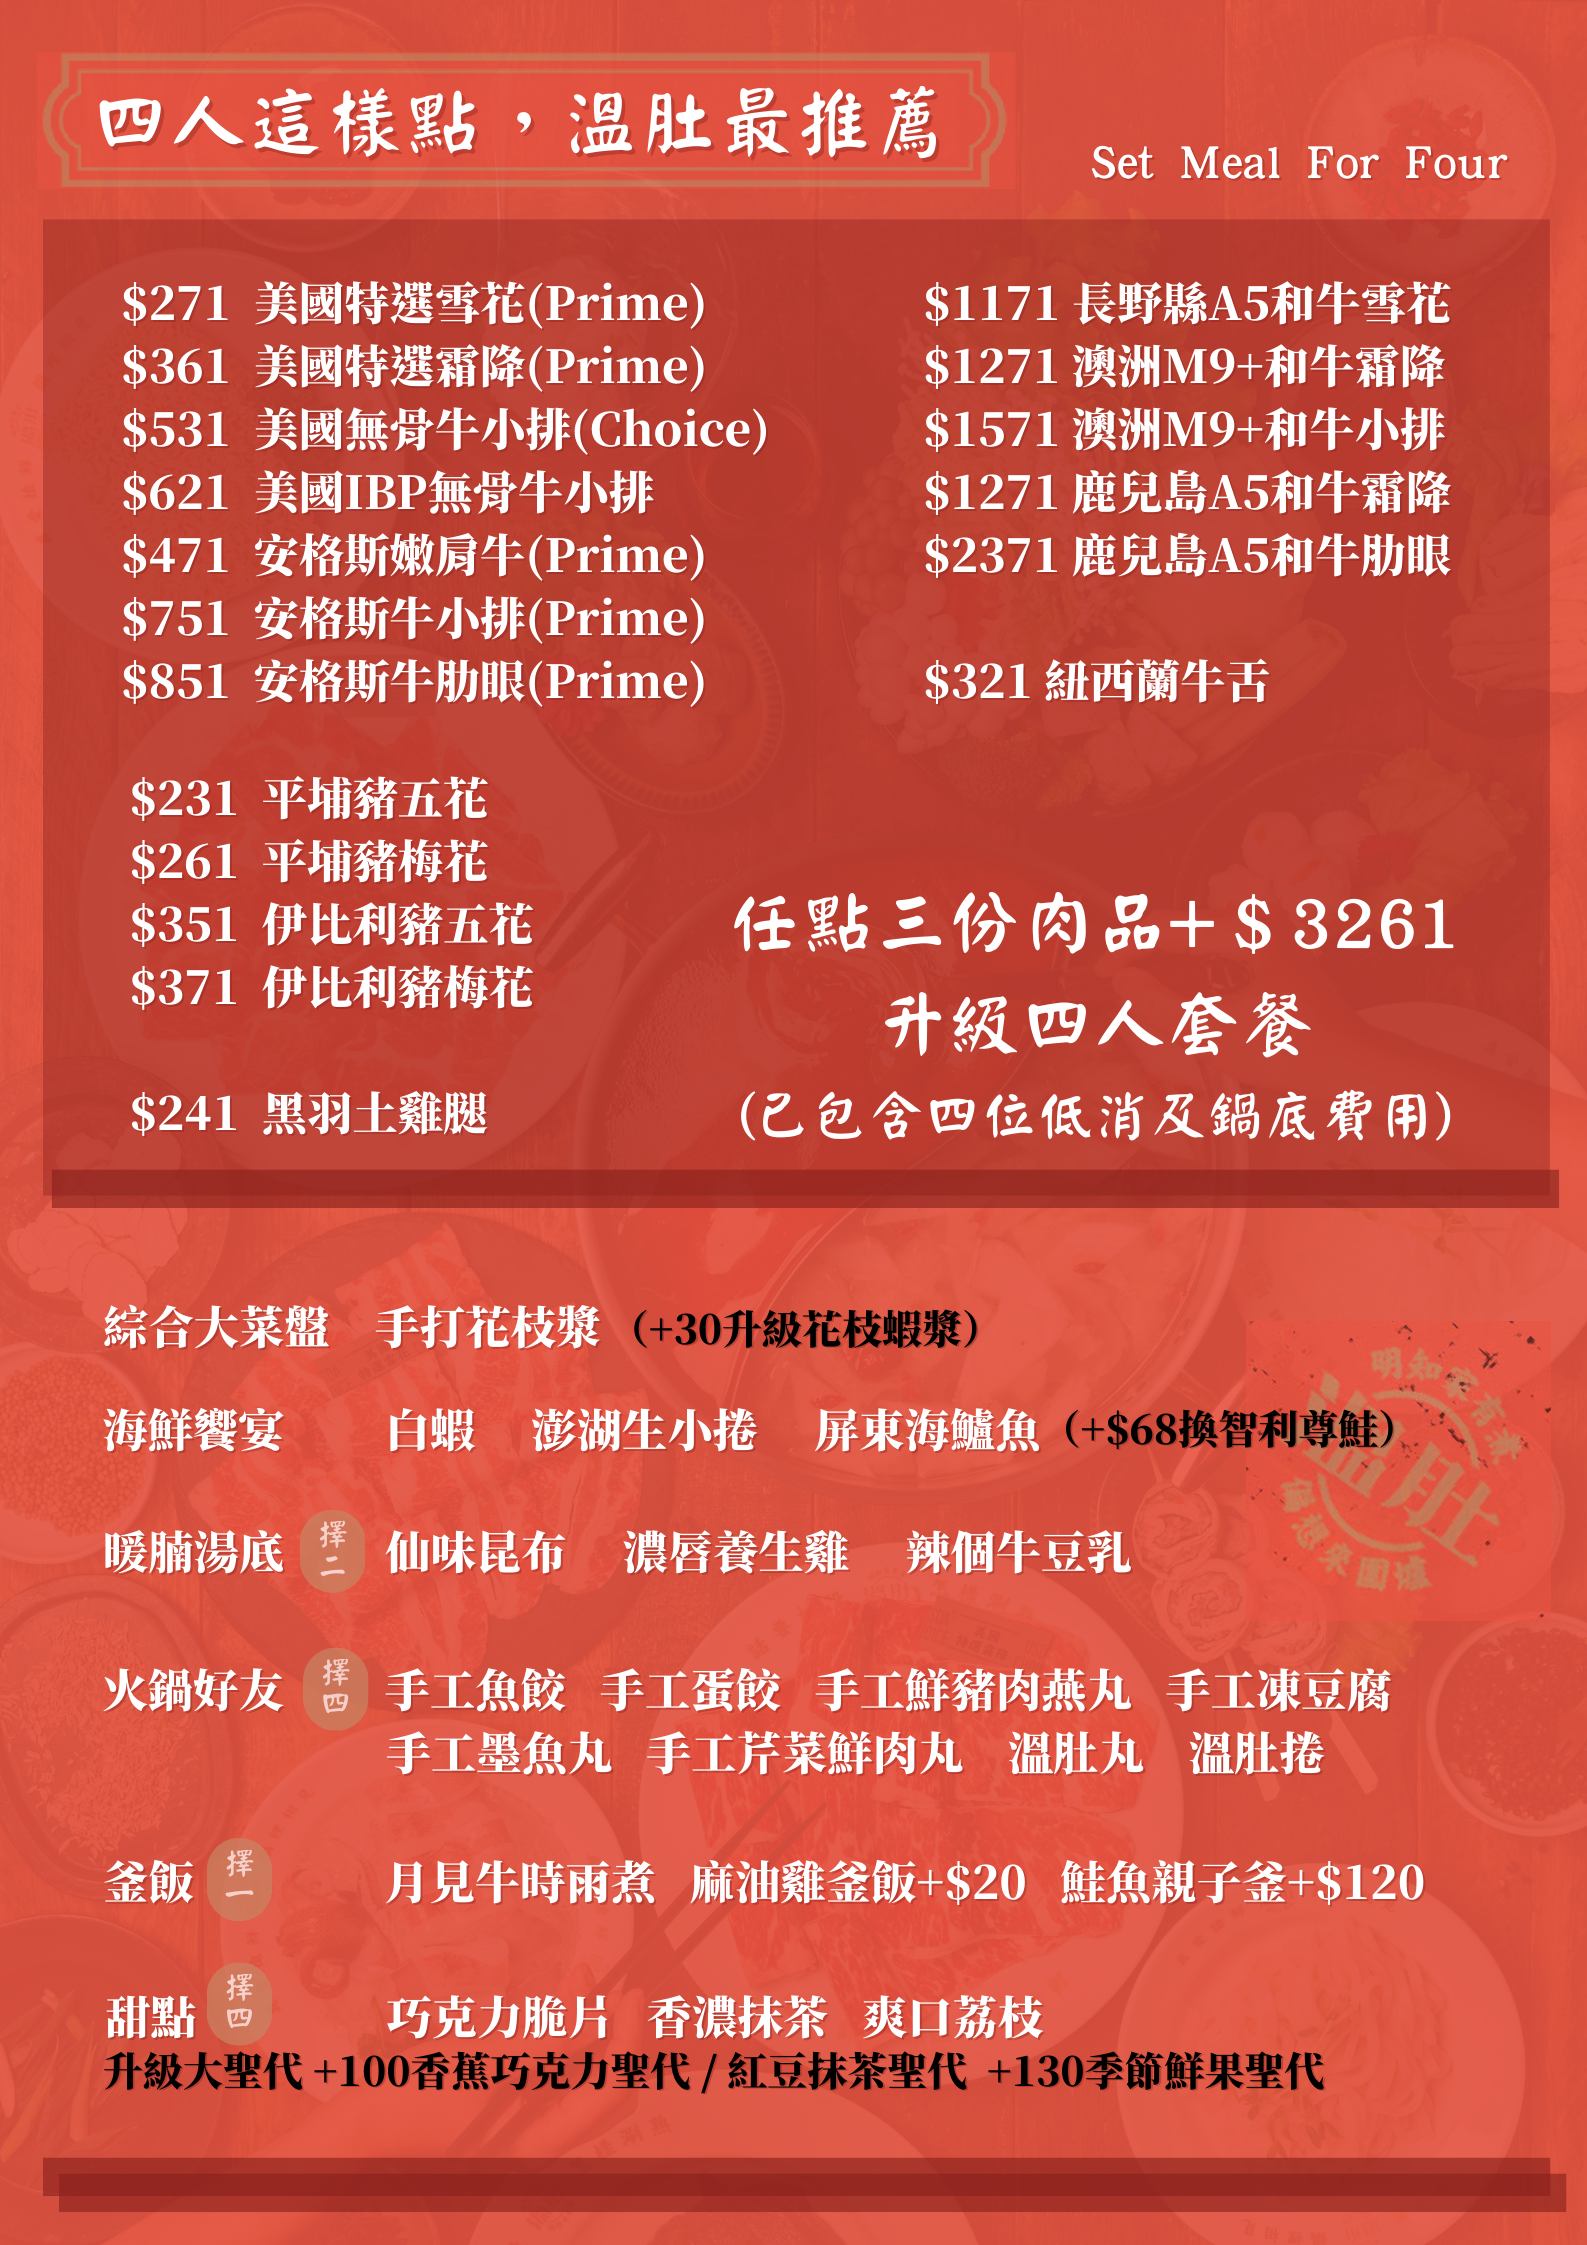 四人這樣點，溫肚最推薦
Set Meal For Four
$271 美國特選雪花(Prime)
$361 美國特選霜降(Prime)
$531 美國無骨牛小排(Choice)
$621 美國IBP無骨牛小排
$471 安格斯嫩肩牛(Prime)
$751 安格斯牛小排(Prime)
$851 安格斯牛肋眼(Prime)
$1171 長野縣A5和牛雪花
$1271 澳洲M9+和牛霜降
$1571 澳洲M9+和牛小排
$1271 鹿兒島A5和牛霜降
$2371 鹿兒島A5和牛肋眼
$321 紐西蘭牛舌
$231 平埔豬五花
$261 平埔豬梅花
$351 伊比利豬五花
$371 伊比利豬梅花
$241 黑羽土雞腿
任點三份肉品+$3261
升級四人套餐
(已包含四位低消及鍋底費用)
綜合大菜盤 手打花枝漿 (+30升級花枝蝦漿)
海鮮饗宴 白蝦 澎湖生小捲 屏東海鱸魚 (+$68換智利尊鮭)
暖腩湯底 擇二 仙味昆布 濃唇養生雞 辣個牛豆乳
火鍋好友 擇四 手工魚餃 手工蛋餃 手工鮮豬肉燕丸 手工凍豆腐
手工墨魚丸 手工芹菜鮮肉丸 溫肚丸 溫肚捲
釜飯 擇一 月見牛時雨煮 麻油雞釜飯+$20 鮭魚親子釜+$120
甜點 擇四 巧克力脆片 香濃抹茶 爽口荔枝
升級大聖代 +100香蕉巧克力聖代 / 紅豆抹茶聖代 +130季節鮮果聖代
明知家有煮
溫肚
偏想來圍爐